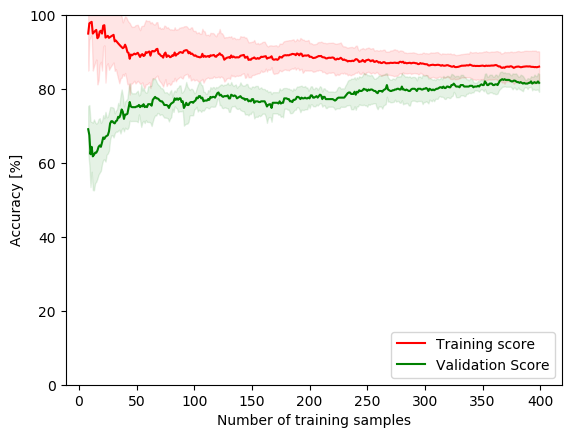 100
80
60
40
20
0
Accuracy [%]
0 50 100 150 200 250 300 350 400
Number of training samples
Training score
Validation Score